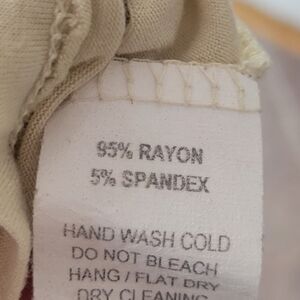 95% RAYON
5% SPANDEX
HAND WASH COLD
DO NOT BLEACH
HANG / FLAT DRY
DRY CLEANING